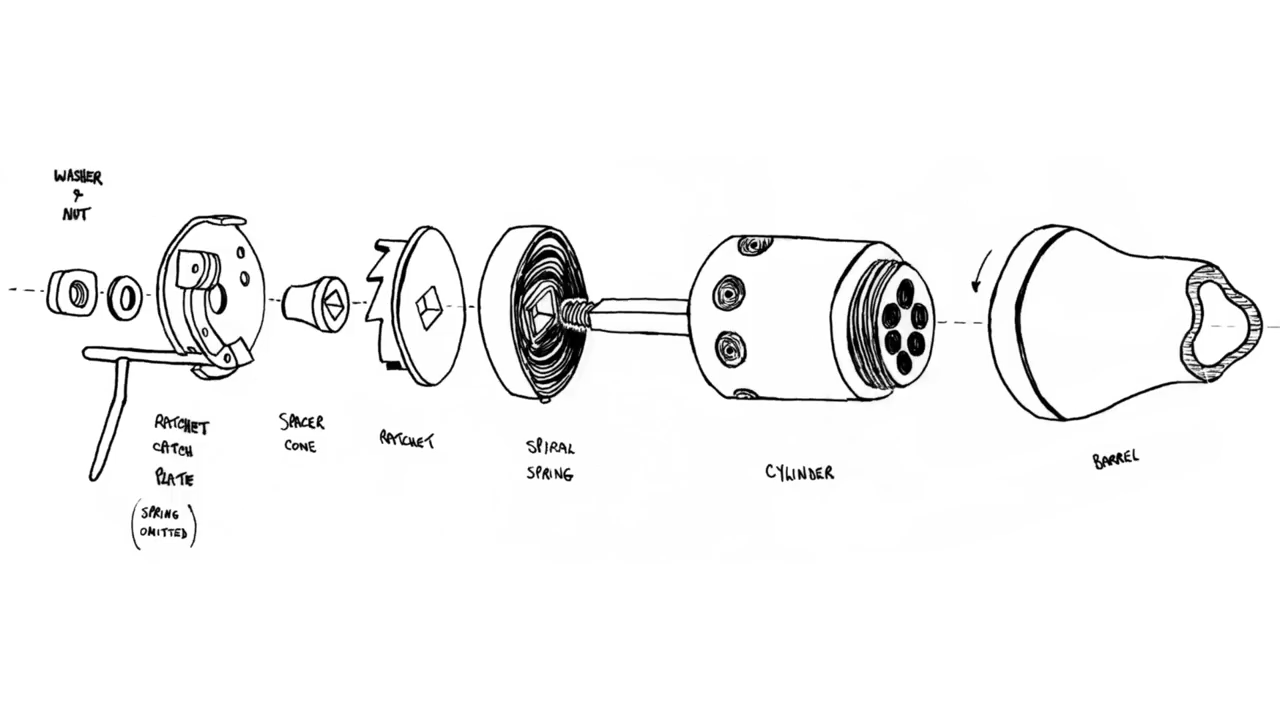 WASHER
&
NUT
RATCHET
CATCH
PLATE
(SPRING
OMITTED)
SPACER
CONE
RATCHET
SPIRAL
SPRING
CYLINDER
BARREL